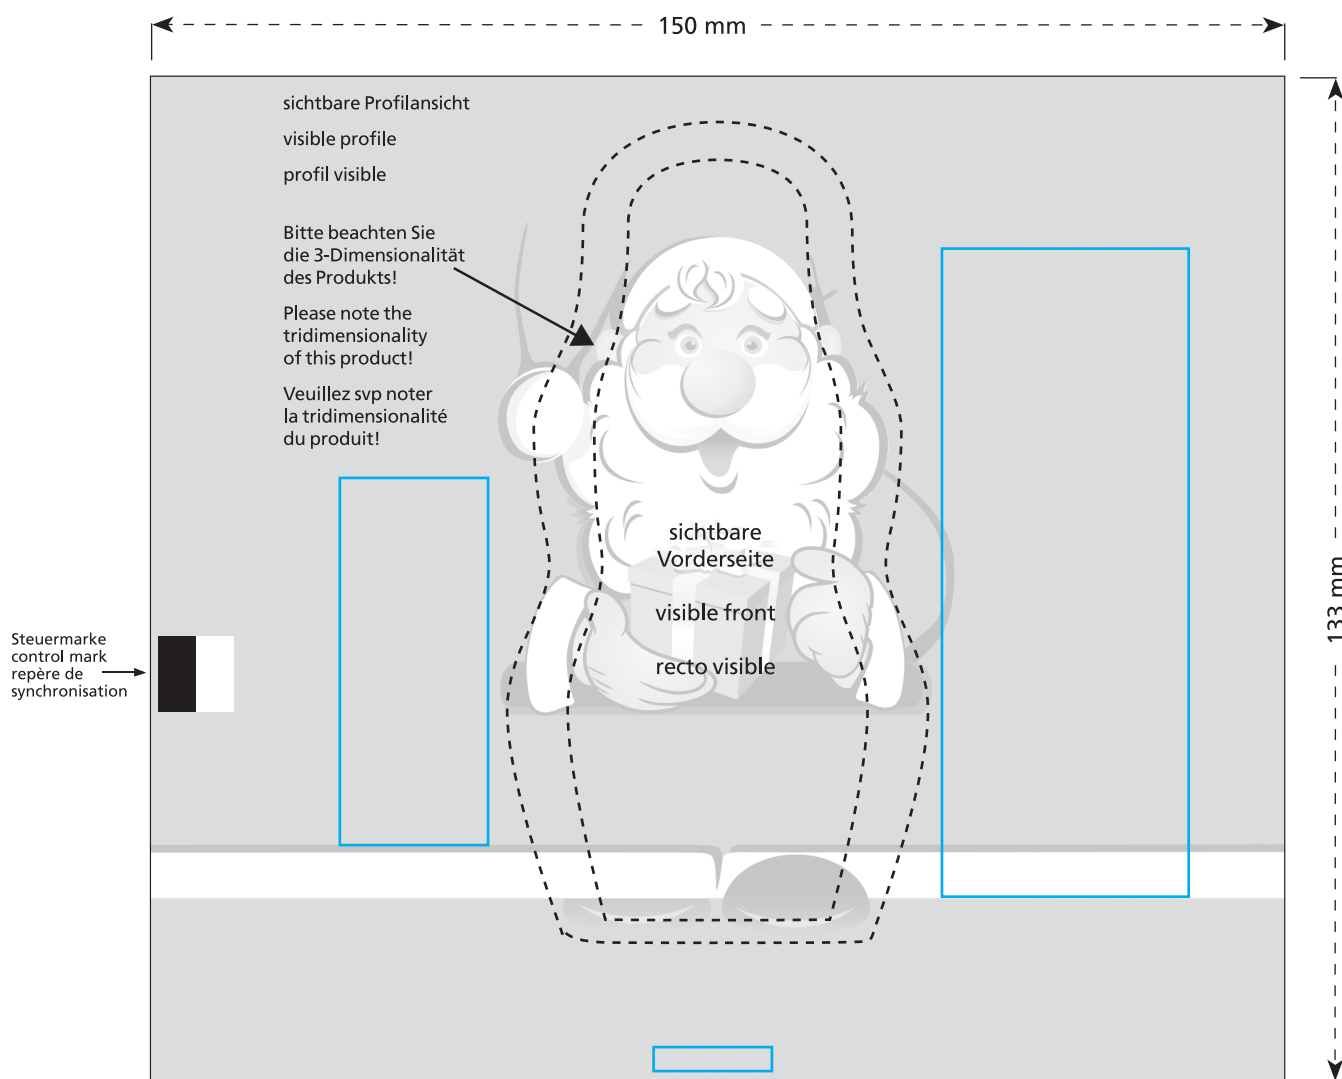 150 mm
sichtbare Profilansicht
visible profile
profil visible
Bitte beachten Sie
die 3-Dimensionalität
des Produkts!
Please note the
tridimensionality
of this product!
Veuillez svp noter
la tridimensionalité
du produit!
sichtbare
Vorderseite
visible front
recto visible
Steuermarke
control mark
repère de
synchronisation
133 mm